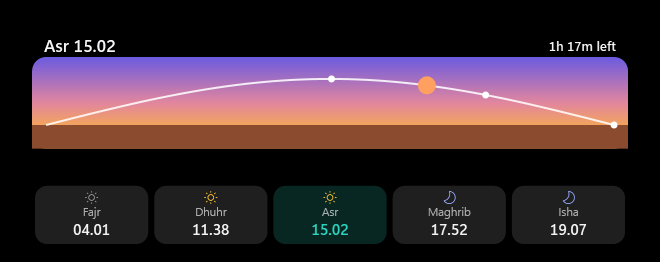 Asr 15.02
1h 17m left
Fajr
04.01
Dhuhr
11.38
Asr
15.02
Maghrib
17.52
Isha
19.07